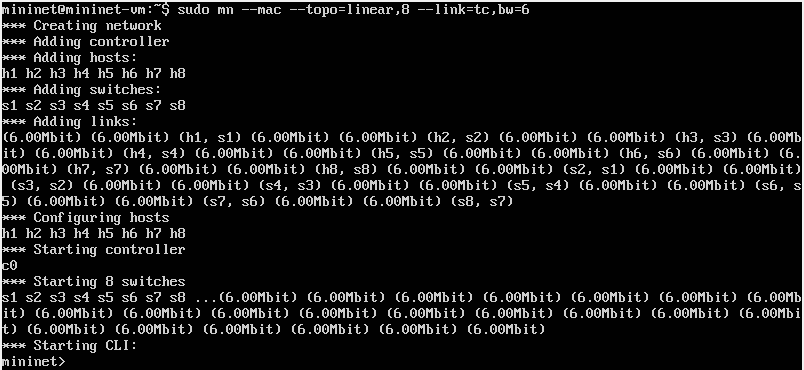 mininet@mininet-vm:~$ sudo mn --mac --topo=linear,8 --link=tc,bw=6
*** Creating network
*** Adding controller
*** Adding hosts:
h1 h2 h3 h4 h5 h6 h7 h8
*** Adding switches:
s1 s2 s3 s4 s5 s6 s7 s8
*** Adding links:
(6.00Mbit) (6.00Mbit) (h1, s1) (6.00Mbit) (6.00Mbit) (h2, s2) (6.00Mbit) (6.00Mbit) (h3, s3) (6.00Mb
it) (6.00Mbit) (h4, s4) (6.00Mbit) (6.00Mbit) (h5, s5) (6.00Mbit) (6.00Mbit) (h6, s6) (6.00Mbit) (6.
00Mbit) (h7, s7) (6.00Mbit) (6.00Mbit) (h8, s8) (6.00Mbit) (6.00Mbit) (s2, s1) (6.00Mbit) (6.00Mbit)
 (s3, s2) (6.00Mbit) (6.00Mbit) (s4, s3) (6.00Mbit) (6.00Mbit) (s5, s4) (6.00Mbit) (6.00Mbit) (s6, s
5) (6.00Mbit) (6.00Mbit) (s7, s6) (6.00Mbit) (6.00Mbit) (s8, s7)
*** Configuring hosts
h1 h2 h3 h4 h5 h6 h7 h8
*** Starting controller
c0
*** Starting 8 switches
s1 s2 s3 s4 s5 s6 s7 s8 ...(6.00Mbit) (6.00Mbit) (6.00Mbit) (6.00Mbit) (6.00Mbit) (6.00Mbit) (6.00Mb
it) (6.00Mbit) (6.00Mbit) (6.00Mbit) (6.00Mbit) (6.00Mbit) (6.00Mbit) (6.00Mbit) (6.00Mbit) (6.00Mbi
t) (6.00Mbit) (6.00Mbit) (6.00Mbit) (6.00Mbit) (6.00Mbit) (6.00Mbit)
*** Starting CLI:
mininet>